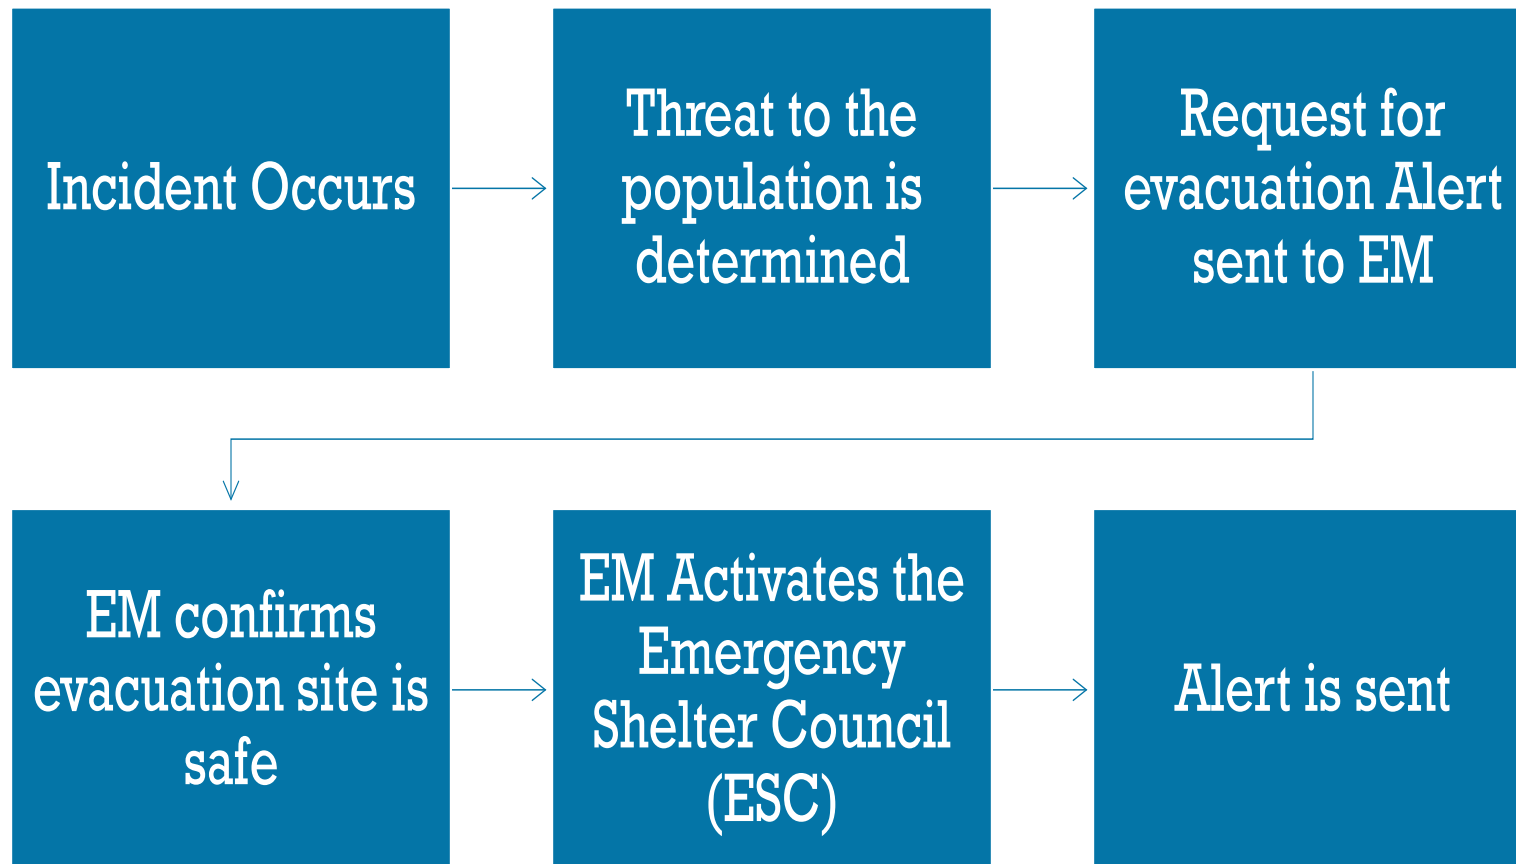 Incident Occurs
Threat to the
population is
determined
Request for
evacuation Alert
sent to EM
EM confirms
evacuation site is
safe
EM Activates the
Emergency
Shelter Council
(ESC)
Alert is sent